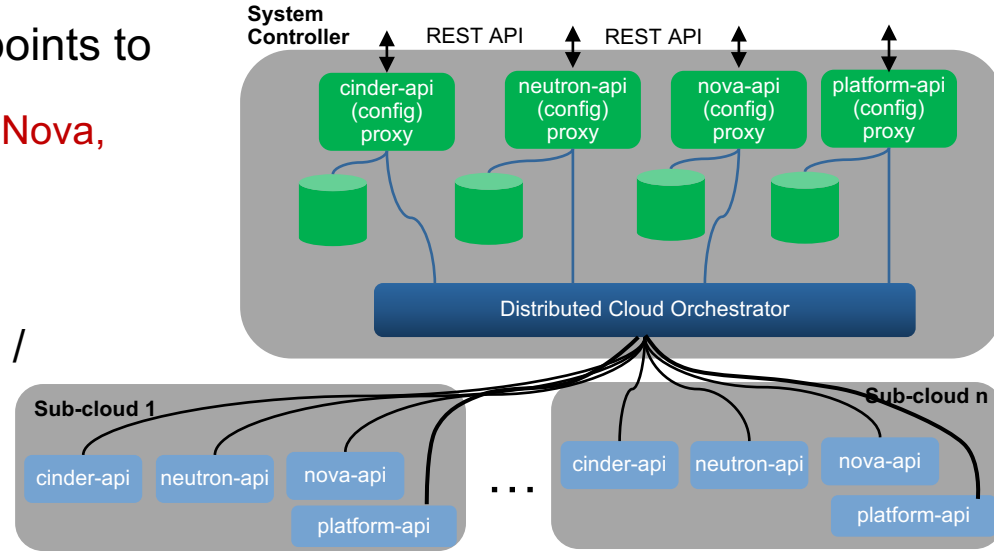 System
Controller
REST API
REST API
points to
Nova,
/
cinder-api
(config)
proxy
neutron-api
(config)
proxy
nova-api
(config)
proxy
platform-api
(config)
proxy
Distributed Cloud Orchestrator
Sub-cloud 1
cinder-api
neutron-api
nova-api
platform-api
...
Sub-cloud n
cinder-api
neutron-api
nova-api
platform-api